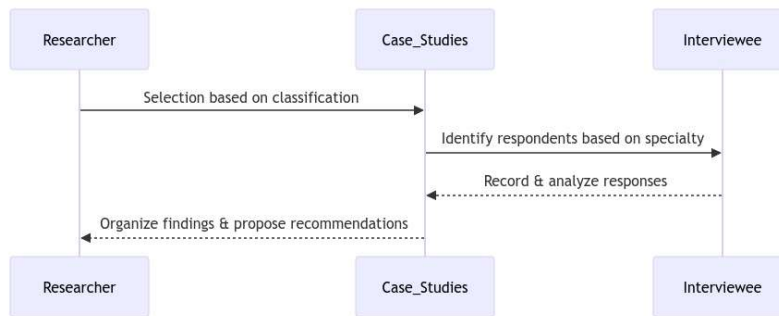 Researcher
Case_Studies
Interviewee
Selection based on classification
Identify respondents based on specialty
Record & analyze responses
Organize findings & propose recommendations
Researcher
Case_Studies
Interviewee